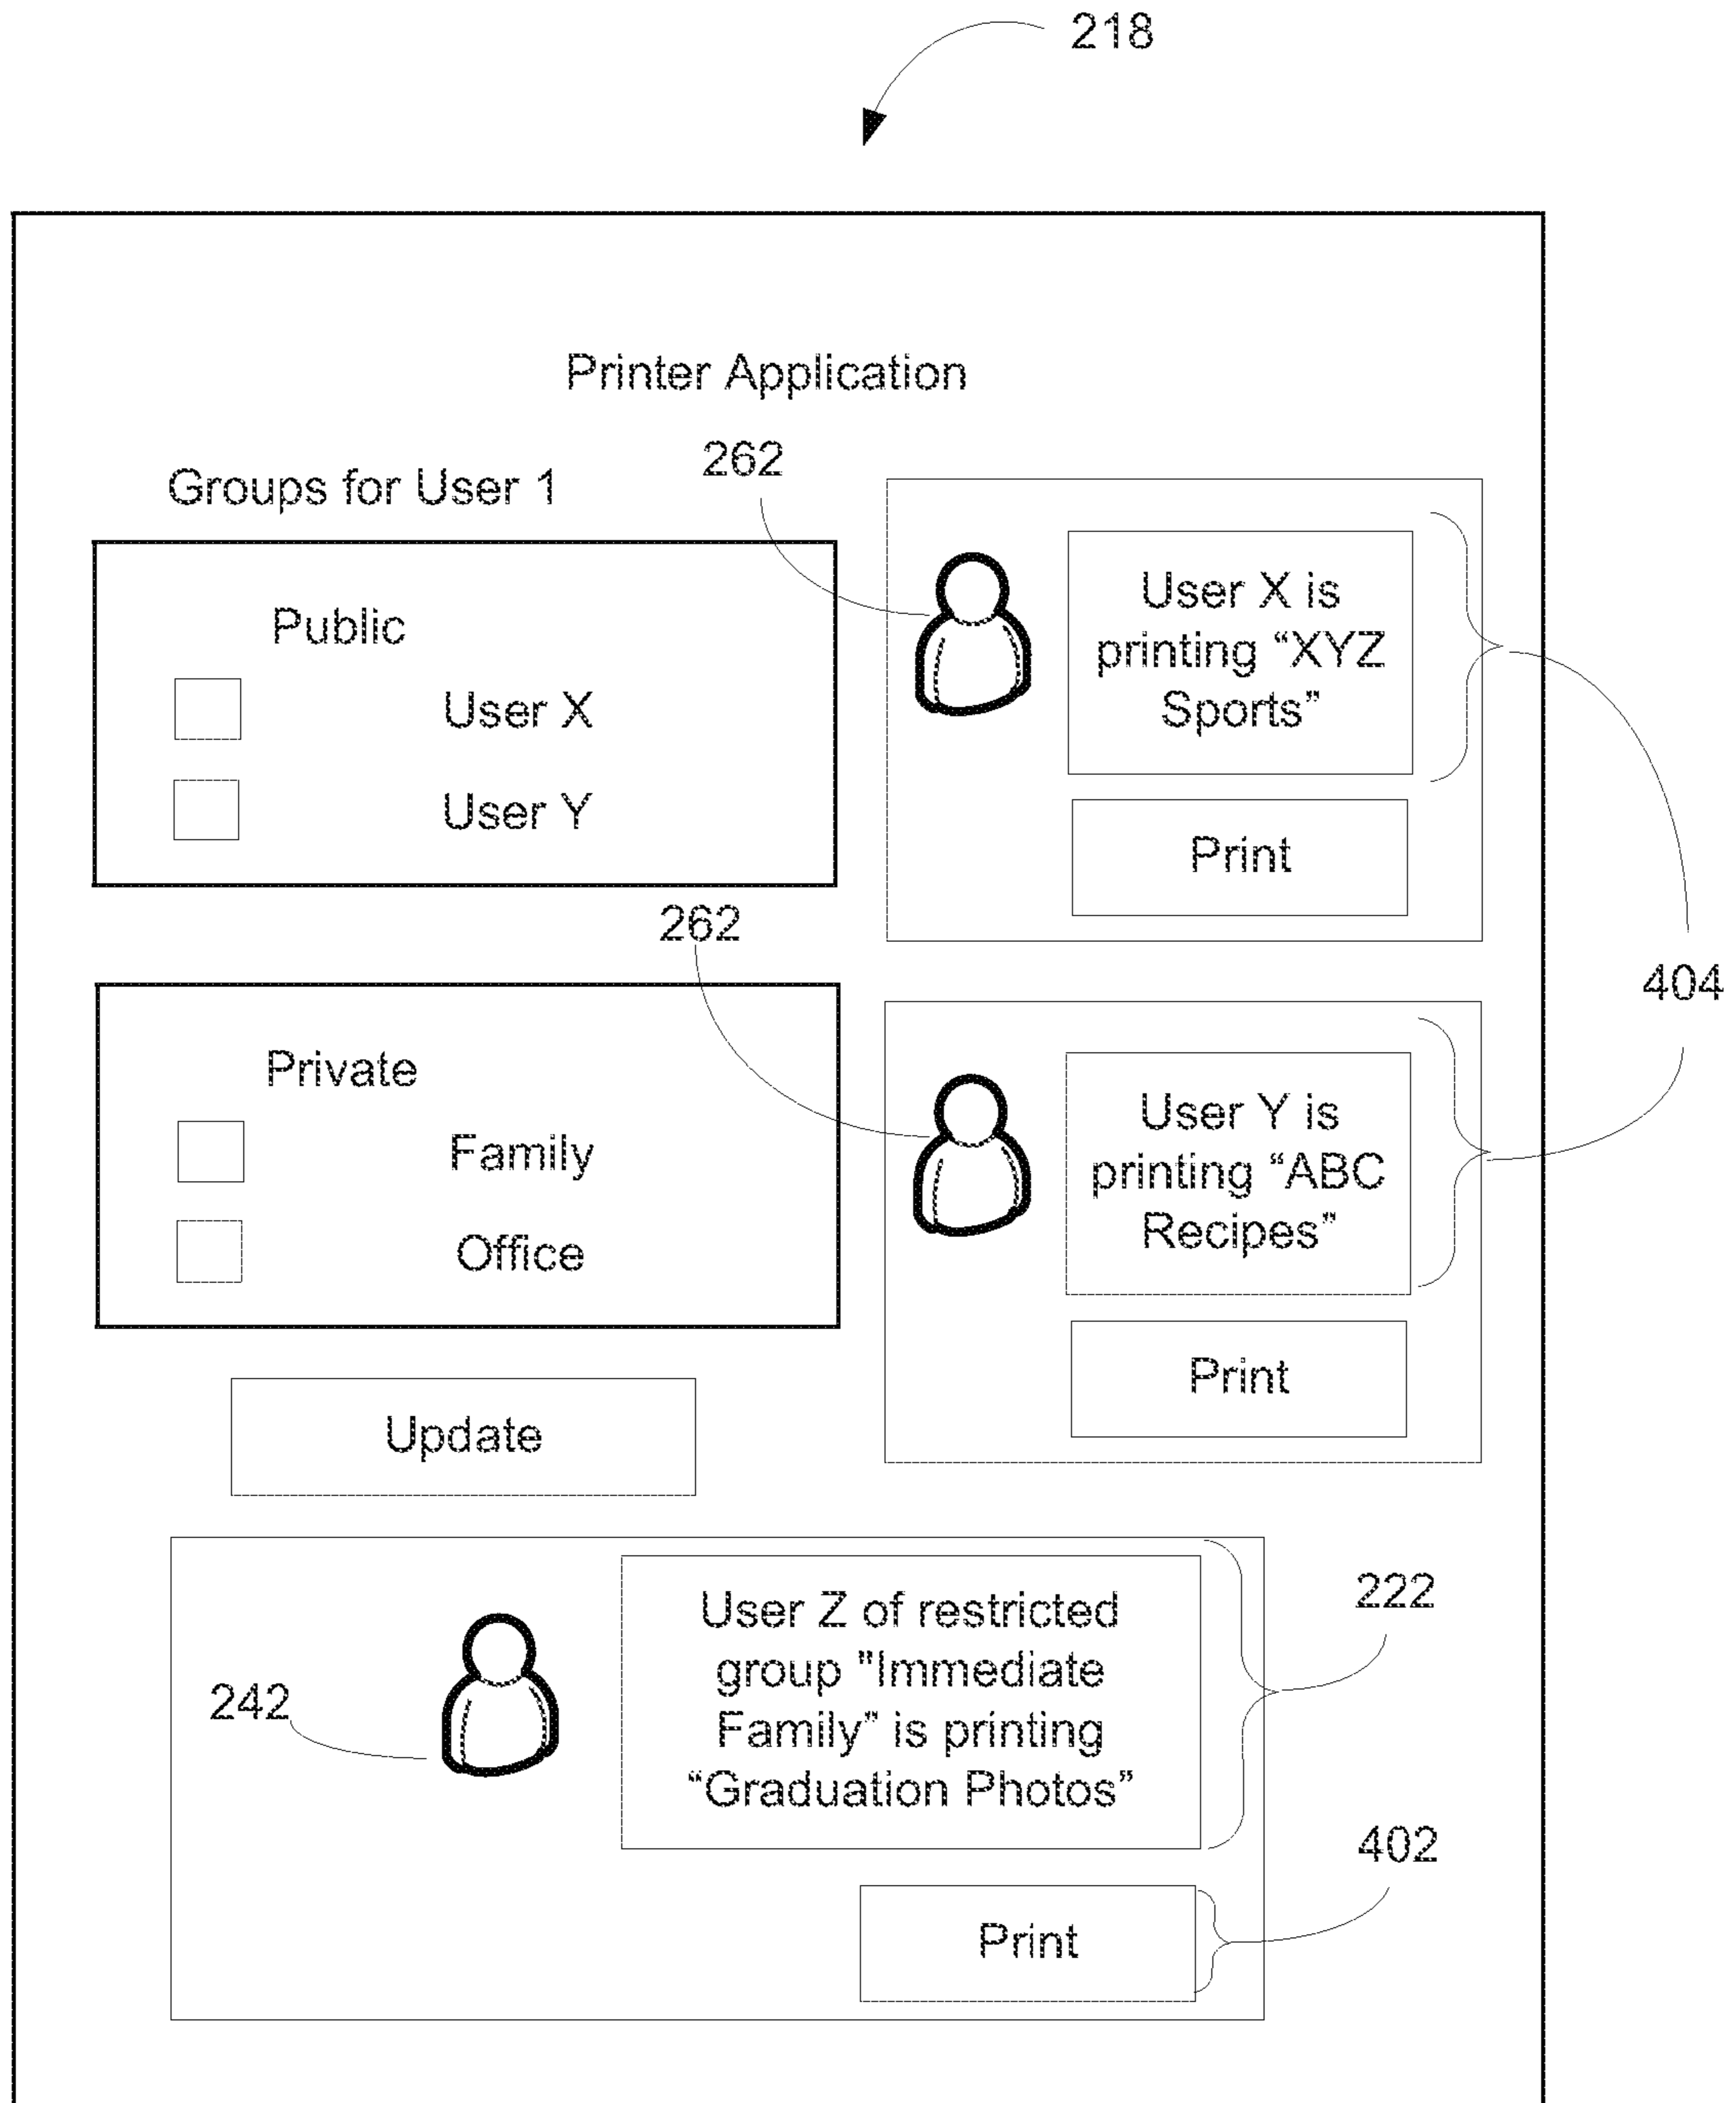 218
Printer Application
262
Groups for User 1
Public
User X
User Y
User X is
printing “XYZ
Sports”
Print
404
262
Private
Family
Office
User Y is
printing “ABC
Recipes”
Print
Update
User Z of restricted
group "Immediate
Family” is printing
“Graduation Photos”
222
242
402
Print